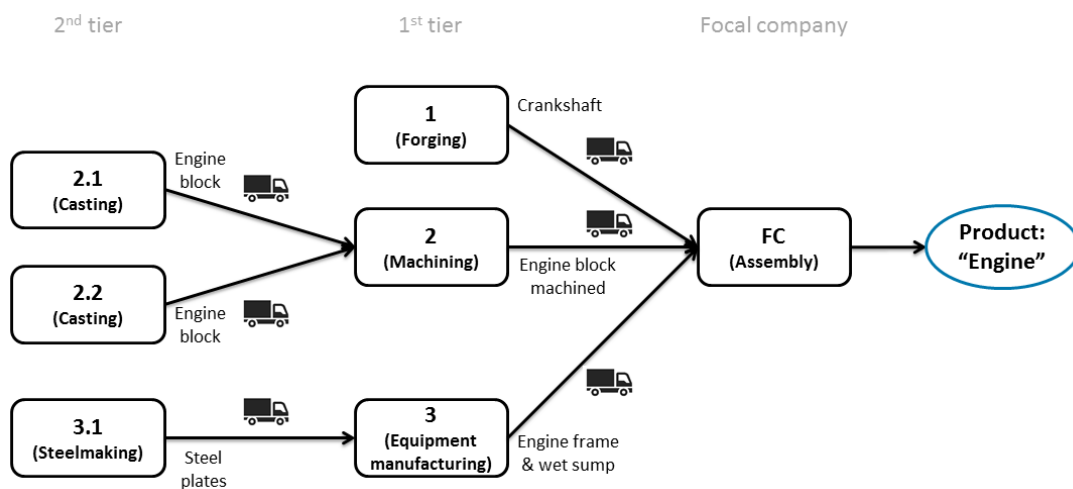 2nd tier
1st tier
Focal company
1
(Forging)
Crankshaft
2.1
(Casting)
Engine
block
2
(Machining)
Engine block
machined
FC
(Assembly)
Product:
“Engine”
2.2
(Casting)
Engine
block
3.1
(Steelmaking)
Steel
plates
3
(Equipment
manufacturing)
Engine frame
& wet sump